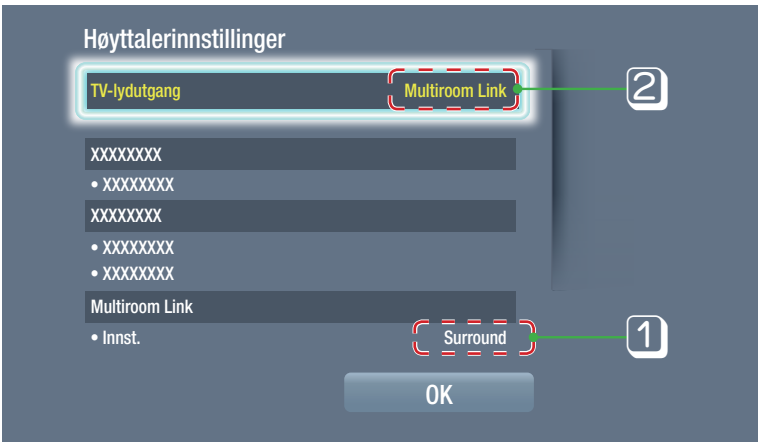 Høyttalerinnstillinger
TV-lydutgang Multiroom Link 2
XXXXXXXX
• XXXXXXXX
XXXXXXXX
• XXXXXXXX
• XXXXXXXX
Multiroom Link
• Innst. Surround 1
OK